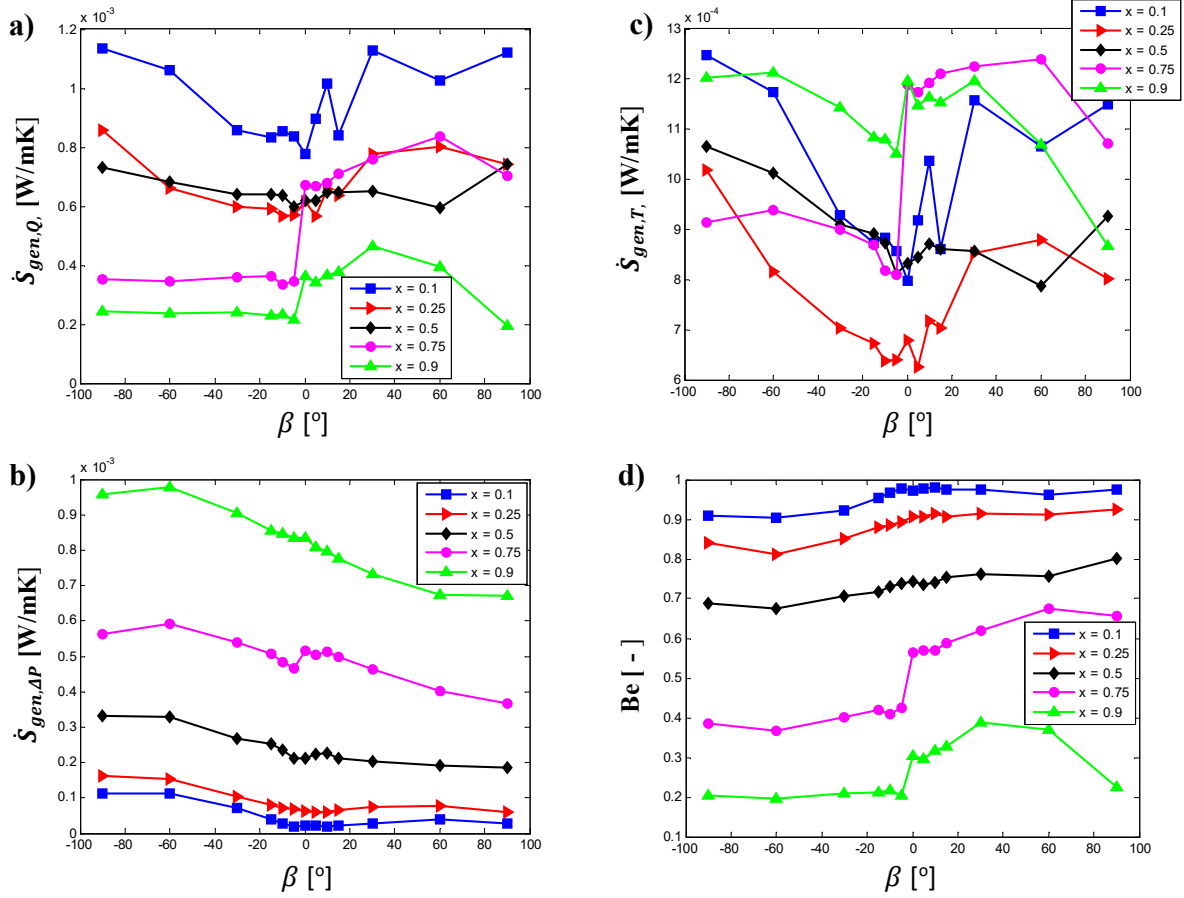 a)
x 10⁻³
1.2
1
0.8
0.6
0.4
0.2
0
Ṡgen,Q, [W/mK]
-100 -80 -60 -40 -20 0 20 40 60 80 100
β [º]
x = 0.1
x = 0.25
x = 0.5
x = 0.75
x = 0.9
c)
x 10⁻⁴
13
12
11
10
9
8
7
6
Ṡgen,T, [W/mK]
-100 -80 -60 -40 -20 0 20 40 60 80 100
β [º]
x = 0.1
x = 0.25
x = 0.5
x = 0.75
x = 0.9
b)
x 10⁻³
1
0.9
0.8
0.7
0.6
0.5
0.4
0.3
0.2
0.1
0
Ṡgen,ΔP [W/mK]
-100 -80 -60 -40 -20 0 20 40 60 80 100
β [º]
x = 0.1
x = 0.25
x = 0.5
x = 0.75
x = 0.9
d)
1
0.9
0.8
0.7
0.6
0.5
0.4
0.3
0.2
0.1
Be [ - ]
-100 -80 -60 -40 -20 0 20 40 60 80 100
β [º]
x = 0.1
x = 0.25
x = 0.5
x = 0.75
x = 0.9